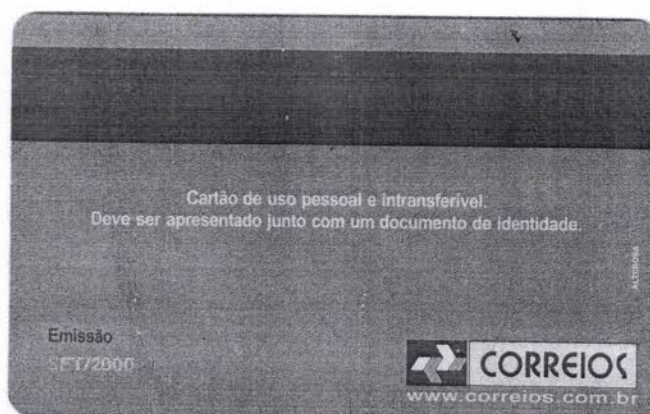 Cartão de uso pessoal e intransferível.
Deve ser apresentado junto com um documento de identidade.
Emissão
SET/2000
CORREIOS
www.correios.com.br